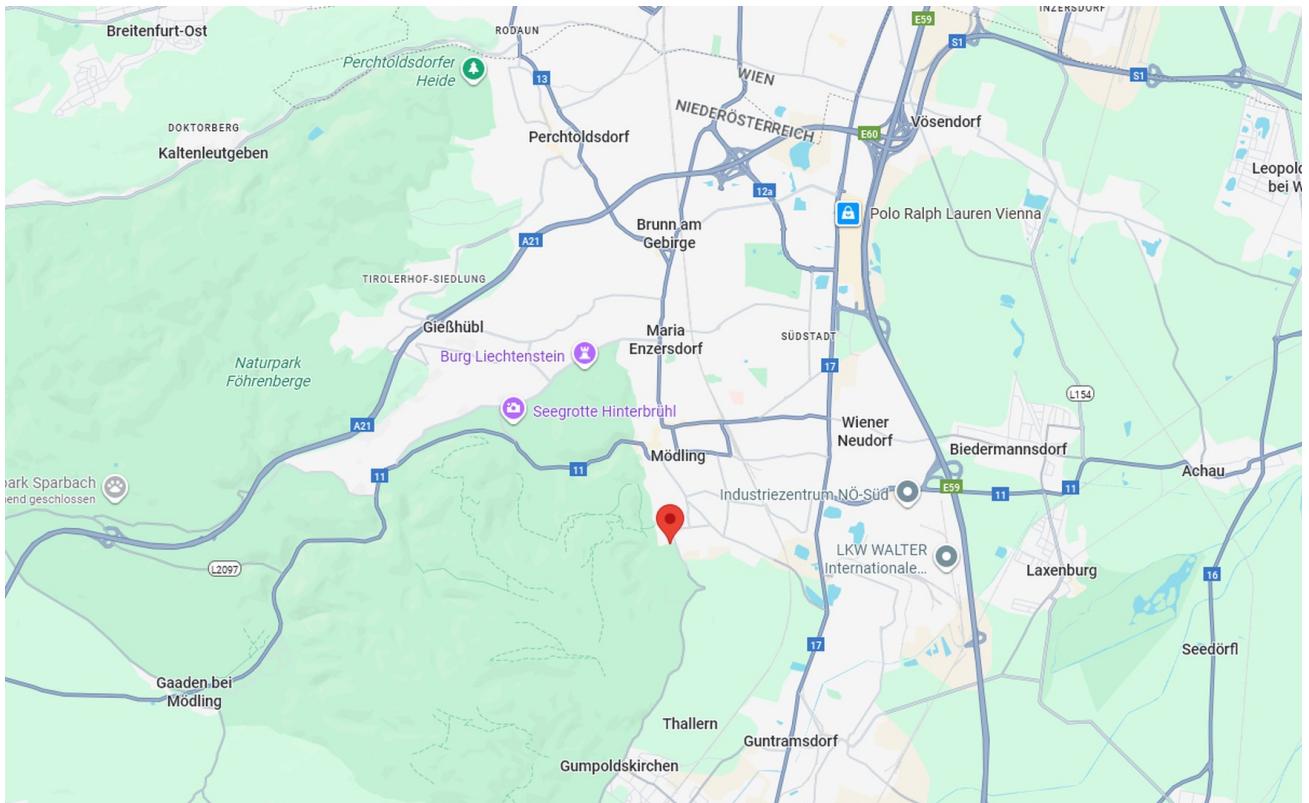 INZERSDORF
Breitenfurt-Ost
RODAUN
E59
S1
Perchtoldsdorfer
Heide
13
WIEN
S1
NIEDERÖSTERREICH
Vösendorf
DOKTORBERG
Kaltenleutgeben
Perchtoldsdorf
E60
Leopold
bei W
12a
Polo Ralph Lauren Vienna
Brunn am
Gebirge
A21
TIROLERHOF-SIEDLUNG
Gießhübl
Maria
Enzersdorf
SÜDSTADT
Burg Liechtenstein
17
Naturpark
Föhrenberge
L154
Seegrotte Hinterbrühl
A21
Wiener
Neudorf
Biedermannsdorf
Mödling
11
11
Achau
park Sparbach
end geschlossen
Industriezentrum NÖ-Süd
E59
11
11
LKW WALTER
Internationale...
L2097
Laxenburg
16
17
Seedörfl
Gaaden bei
Mödling
Thallern
Guntramsdorf
Gumpoldskirchen